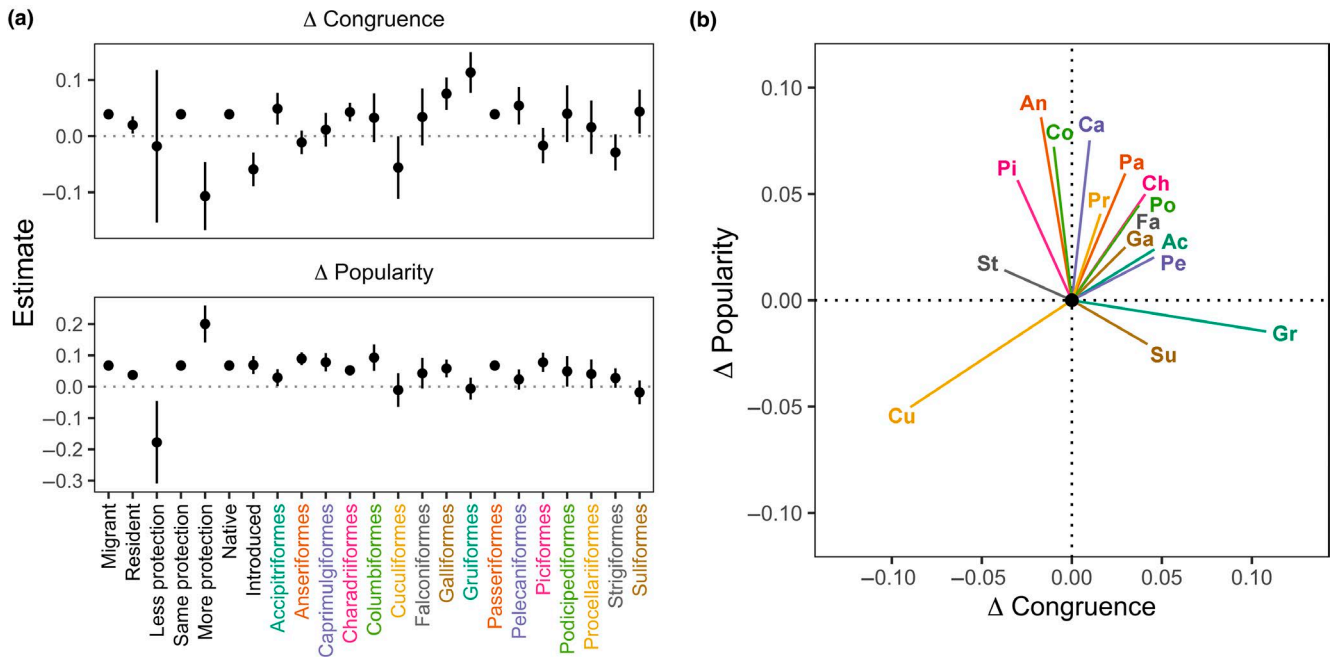 (a)
Δ Congruence
0.1
0.0
−0.1
Δ Popularity
0.2
0.1
0.0
−0.1
−0.2
−0.3
Estimate
Migrant
Resident
Less protection
Same protection
More protection
Native
Introduced
Accipitriformes
Anseriformes
Caprimulgiformes
Charadriiformes
Columbiformes
Cuculiformes
Falconiformes
Galliformes
Gruiformes
Passeriformes
Pelecaniformes
Piciformes
Podicipediformes
Procellariiformes
Strigiformes
Suliformes
(b)
0.10
0.05
0.00
−0.05
−0.10
Δ Popularity
An
Co
Ca
Pi
Pa
Ch
Pr
Po
Fa
Ga
Ac
St
Pe
Gr
Su
Cu
−0.10
−0.05
0.00
0.05
0.10
Δ Congruence